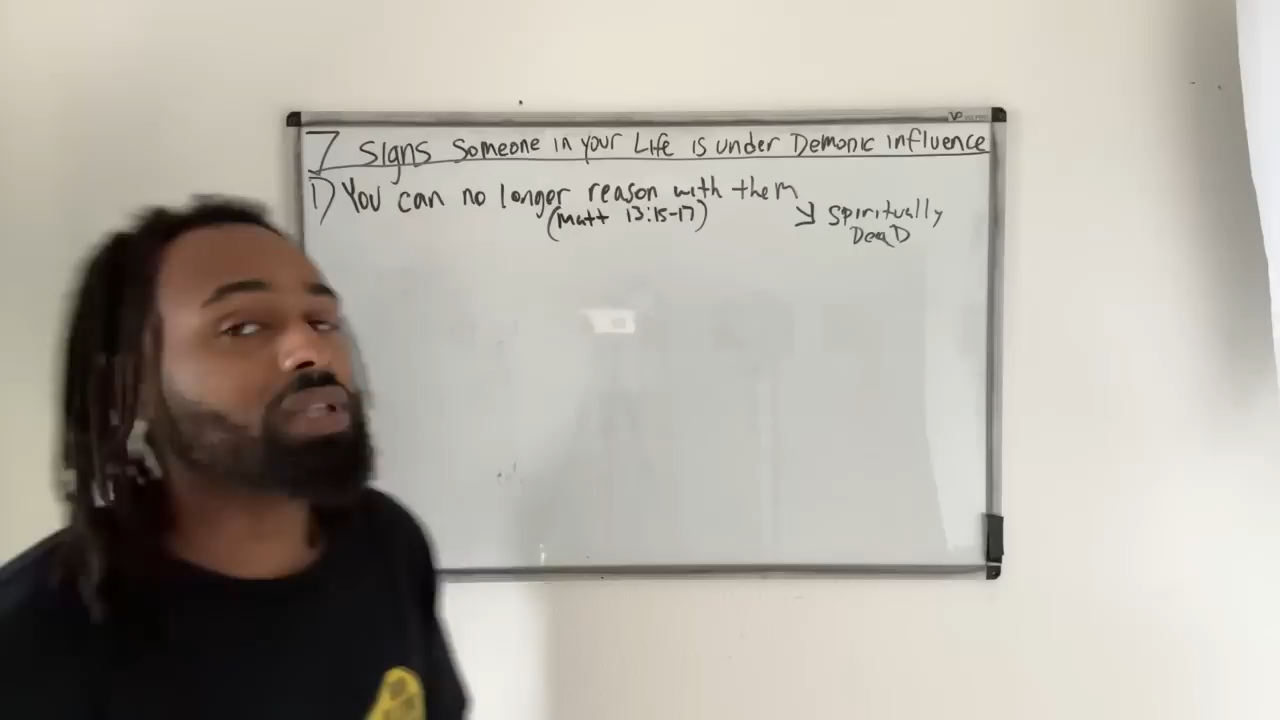 7 Signs Someone in your Life is under Demonic influence
1) You can no longer reason with them
(Matt 13:15-17)
↘ Spiritually
DeaD